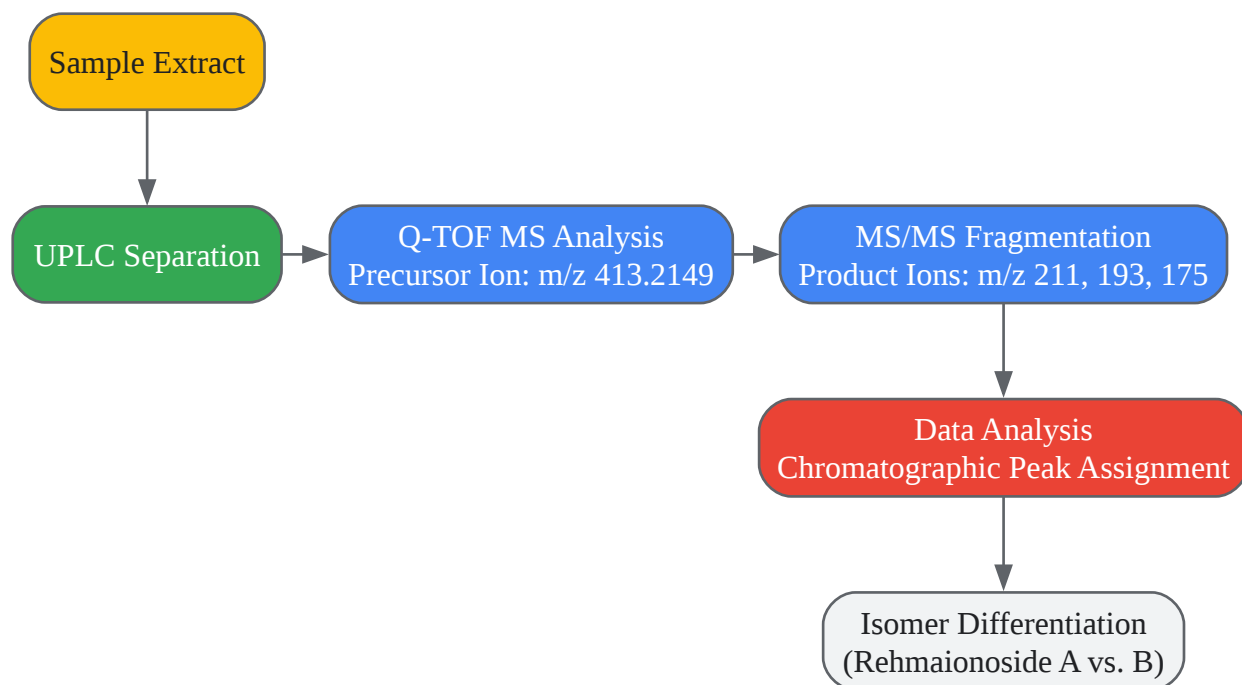 Sample Extract
UPLC Separation
Q-TOF MS Analysis
Precursor Ion: m/z 413.2149
MS/MS Fragmentation
Product Ions: m/z 211, 193, 175
Data Analysis
Chromatographic Peak Assignment
Isomer Differentiation
(Rehmaionoside A vs. B)